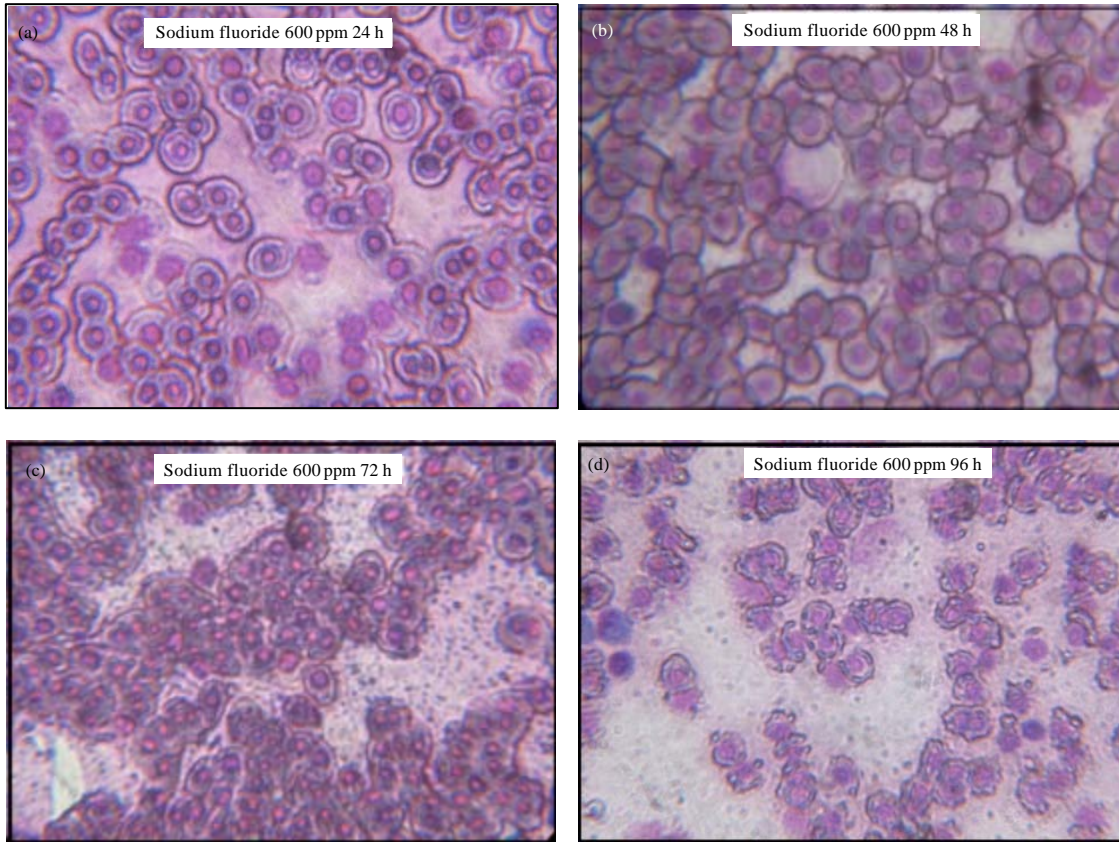 (a)
Sodium fluoride 600 ppm 24 h
(b)
Sodium fluoride 600 ppm 48 h
(c)
Sodium fluoride 600 ppm 72 h
(d)
Sodium fluoride 600 ppm 96 h